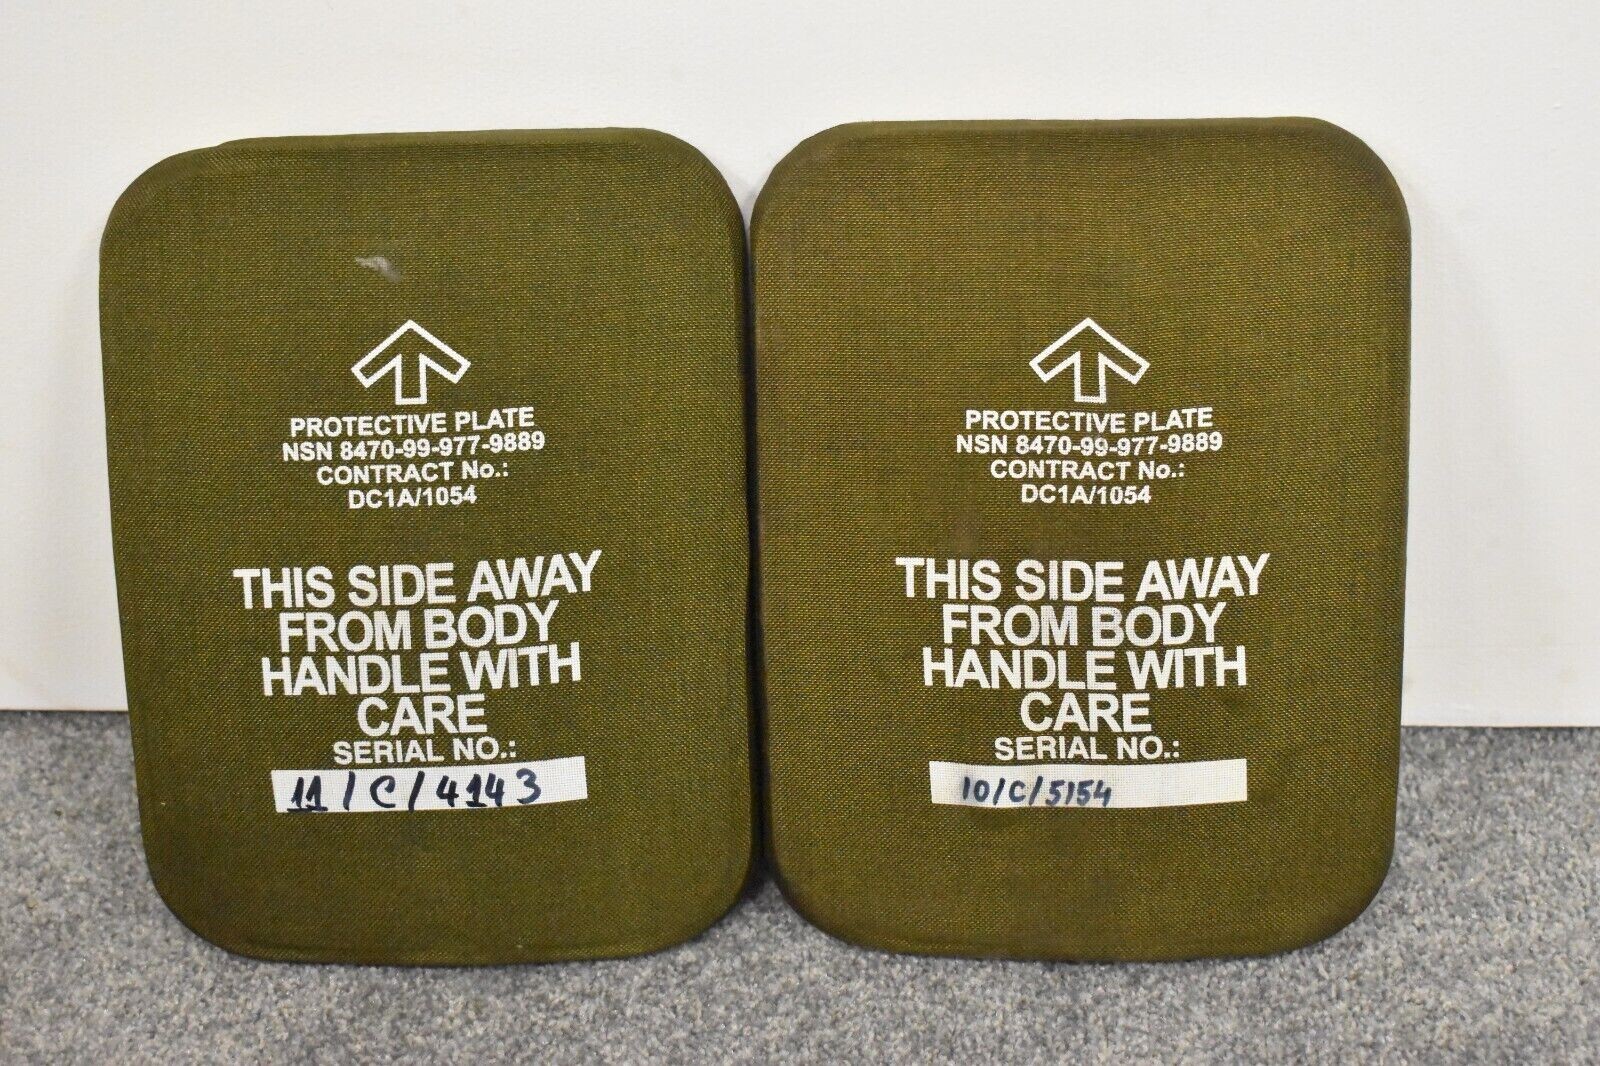 PROTECTIVE PLATE
NSN 8470-99-977-9889
CONTRACT No.:
DC1A/1054
THIS SIDE AWAY
FROM BODY
HANDLE WITH
CARE
SERIAL NO.:
11/C/4143
PROTECTIVE PLATE
NSN 8470-99-977-9889
CONTRACT No.:
DC1A/1054
THIS SIDE AWAY
FROM BODY
HANDLE WITH
CARE
SERIAL NO.:
10/C/5154